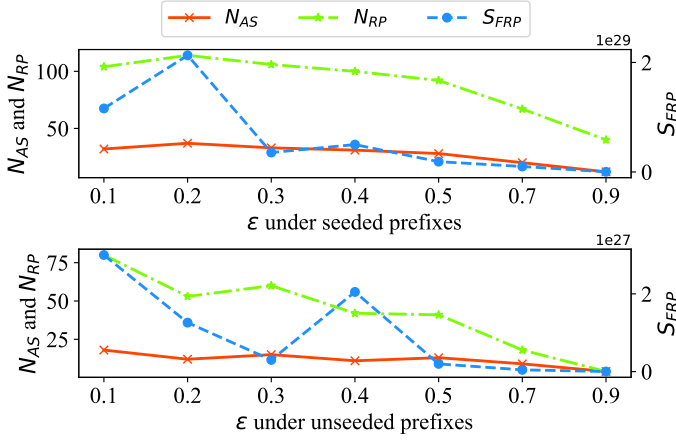 N_AS N_RP S_FRP
1e29
N_AS and N_RP
100
50
2
0
S_FRP
0.1 0.2 0.3 0.4 0.5 0.7 0.9
ε under seeded prefixes
1e27
N_AS and N_RP
75
50
25
2
0
S_FRP
0.1 0.2 0.3 0.4 0.5 0.7 0.9
ε under unseeded prefixes